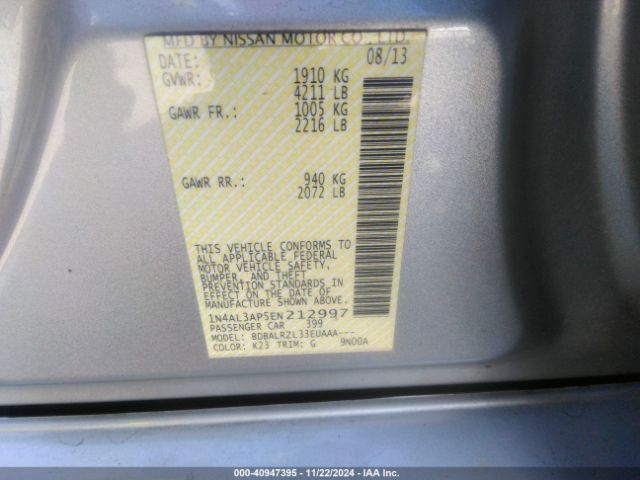 MFD BY NISSAN MOTOR CO., LTD.
DATE: 08/13
GVWR: 1910 KG
4211 LB
GAWR FR.: 1005 KG
2216 LB
GAWR RR.: 940 KG
2072 LB
THIS VEHICLE CONFORMS TO
ALL APPLICABLE FEDERAL
MOTOR VEHICLE SAFETY,
BUMPER, AND THEFT
PREVENTION STANDARDS IN
EFFECT ON THE DATE OF
MANUFACTURE SHOWN ABOVE.
1N4AL3AP5EN212997
PASSENGER CAR 399
MODEL: BDBALRZL33EUAAA---
COLOR: K23 TRIM: G 9N00A
000-40947395 - 11/22/2024 - IAA Inc.